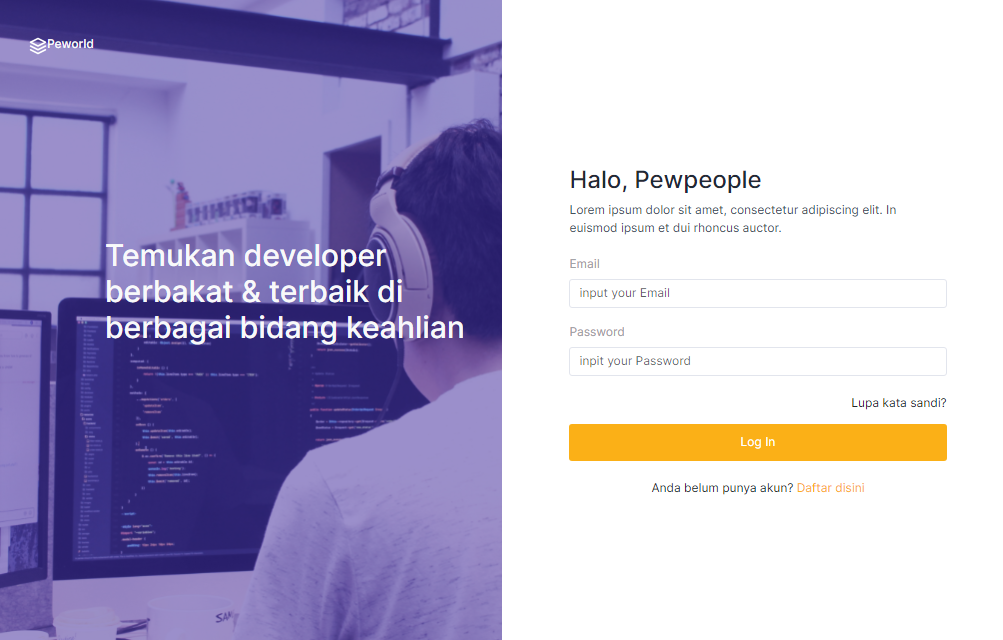 Peworld
Temukan developer
berbakat & terbaik di
berbagai bidang keahlian
Halo, Pewpeople
Lorem ipsum dolor sit amet, consectetur adipiscing elit. In
euismod ipsum et dui rhoncus auctor.
Email
input your Email
Password
inpit your Password
Lupa kata sandi?
Log In
Anda belum punya akun? Daftar disini